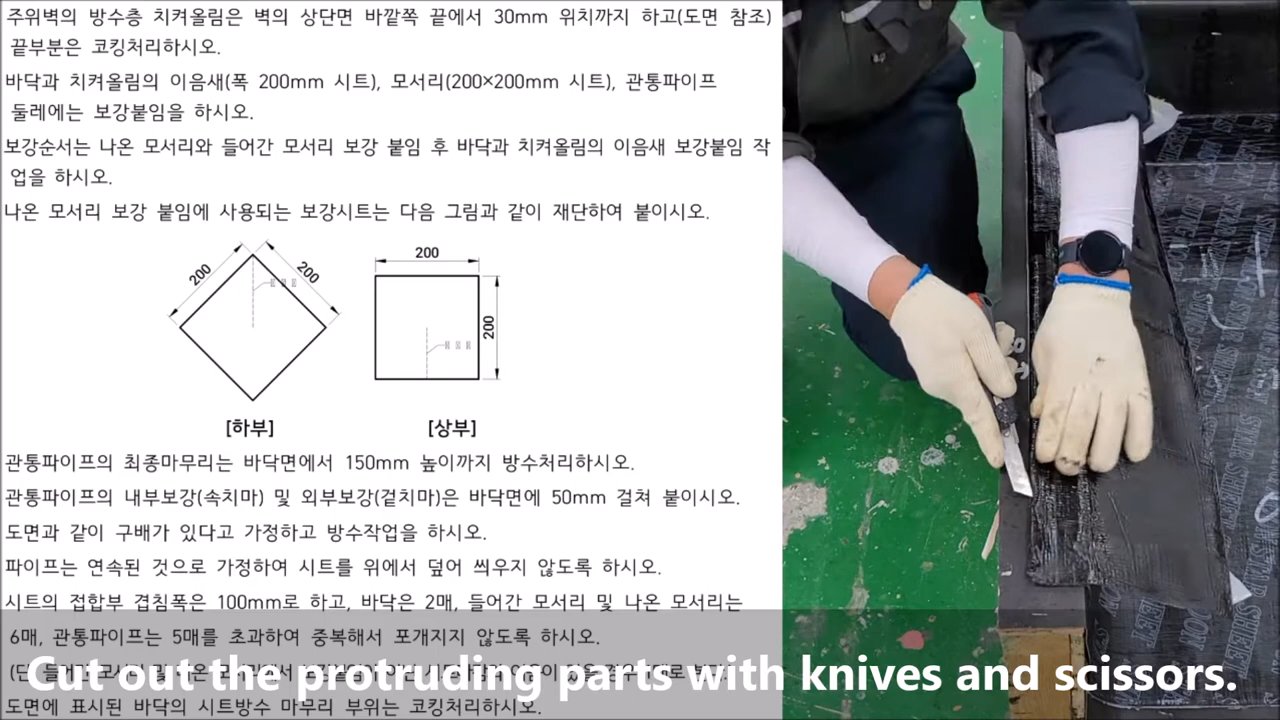 주위벽의 방수층 치켜올림은 벽의 상단면 바깥쪽 끝에서 30mm 위치까지 하고(도면 참조)
끝부분은 코킹처리하시오.
바닥과 치켜올림의 이음새(폭 200mm 시트), 모서리(200×200mm 시트), 관통파이프
둘레에는 보강붙임을 하시오.
보강순서는 나온 모서리와 들어간 모서리 보강 붙임 후 바닥과 치켜올림의 이음새 보강붙임 작
업을 하시오.
나온 모서리 보강 붙임에 사용되는 보강시트는 다음 그림과 같이 재단하여 붙이시오.
200 200 200
200
[하부] [상부]
관통파이프의 최종마무리는 바닥면에서 150mm 높이까지 방수처리하시오.
관통파이프의 내부보강(속치마) 및 외부보강(겉치마)은 바닥면에 50mm 걸쳐 붙이시오.
도면과 같이 구배가 있다고 가정하고 방수작업을 하시오.
파이프는 연속된 것으로 가정하여 시트를 위에서 덮어 씌우지 않도록 하시오.
시트의 접합부 겹침폭은 100mm로 하고, 바닥은 2매, 들어간 모서리 및 나온 모서리는
6매, 관통파이프는 5매를 초과하여 중복해서 포개지지 않도록 하시오.
Cut out the protruding parts with knives and scissors.
도면에 표시된 바닥의 시트방수 마무리 부위는 코킹처리하시오.